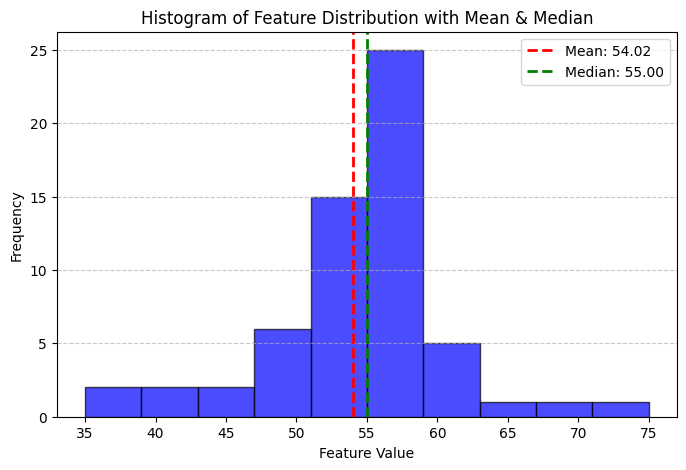 Histogram of Feature Distribution with Mean & Median
Mean: 54.02
Median: 55.00
Frequency
25
20
15
10
5
0
35 40 45 50 55 60 65 70 75
Feature Value